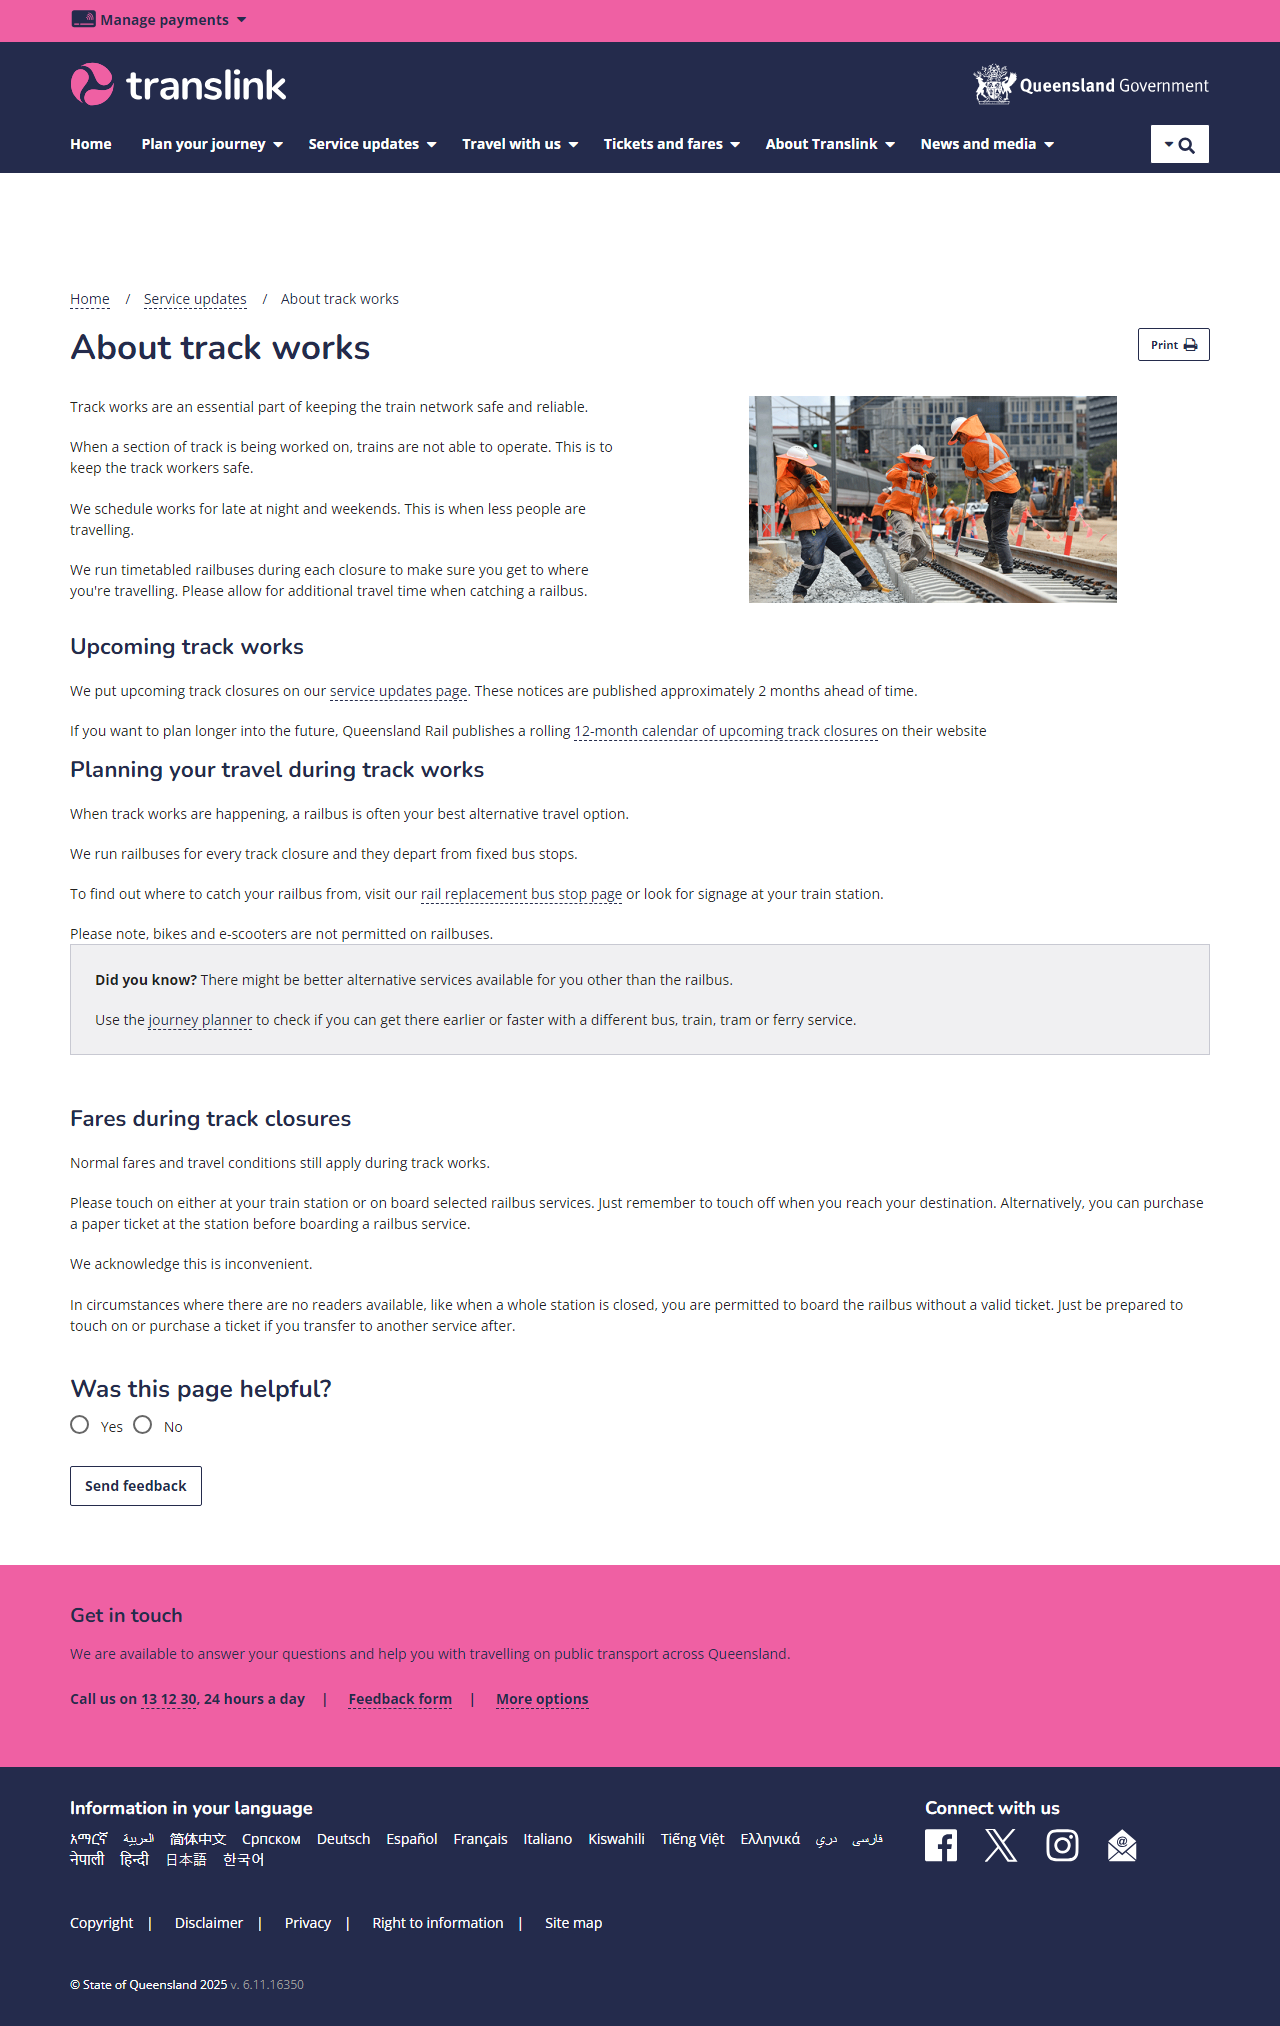 Manage payments
translink
Queensland Government
Home Plan your journey Service updates Travel with us Tickets and fares About Translink News and media
Home / Service updates / About track works
About track works
Print
Track works are an essential part of keeping the train network safe and reliable.
When a section of track is being worked on, trains are not able to operate. This is to
keep the track workers safe.
We schedule works for late at night and weekends. This is when less people are
travelling.
We run timetabled railbuses during each closure to make sure you get to where
you're travelling. Please allow for additional travel time when catching a railbus.
Upcoming track works
We put upcoming track closures on our service updates page. These notices are published approximately 2 months ahead of time.
If you want to plan longer into the future, Queensland Rail publishes a rolling 12-month calendar of upcoming track closures on their website
Planning your travel during track works
When track works are happening, a railbus is often your best alternative travel option.
We run railbuses for every track closure and they depart from fixed bus stops.
To find out where to catch your railbus from, visit our rail replacement bus stop page or look for signage at your train station.
Please note, bikes and e-scooters are not permitted on railbuses.
Did you know? There might be better alternative services available for you other than the railbus.
Use the journey planner to check if you can get there earlier or faster with a different bus, train, tram or ferry service.
Fares during track closures
Normal fares and travel conditions still apply during track works.
Please touch on either at your train station or on board selected railbus services. Just remember to touch off when you reach your destination. Alternatively, you can purchase
a paper ticket at the station before boarding a railbus service.
We acknowledge this is inconvenient.
In circumstances where there are no readers available, like when a whole station is closed, you are permitted to board the railbus without a valid ticket. Just be prepared to
touch on or purchase a ticket if you transfer to another service after.
Was this page helpful?
Yes No
Send feedback
Get in touch
We are available to answer your questions and help you with travelling on public transport across Queensland.
Call us on 13 12 30, 24 hours a day | Feedback form | More options
Information in your language
አማርኛ العربية 简体中文 Српском Deutsch Español Français Italiano Kiswahili Tiếng Việt Ελληνικά دری فارسی
नेपाली हिन्दी 日本語 한국어
Connect with us
Copyright | Disclaimer | Privacy | Right to information | Site map
© State of Queensland 2025 v. 6.11.16350